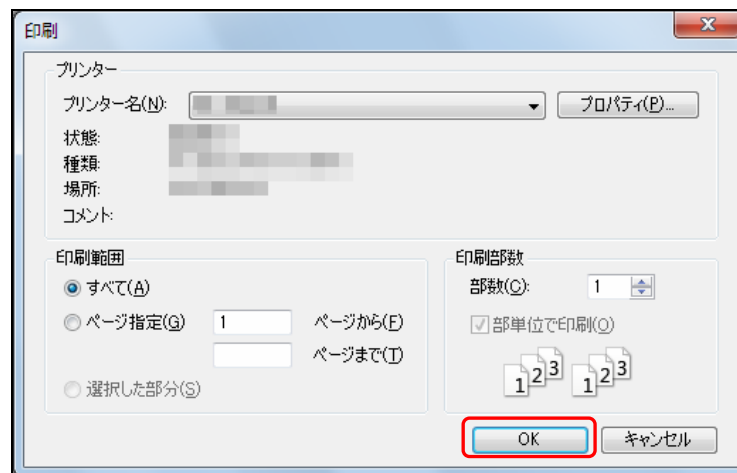 印刷
プリンター
プリンター名(N): プロパティ(P)...
状態:
種類:
場所:
コメント:
印刷範囲
すべて(A)
ページ指定(G) 1 ページから(F)
ページまで(T)
選択した部分(S)
印刷部数
部数(C): 1
部単位で印刷(O)
1 2 3 1 2 3
OK キャンセル